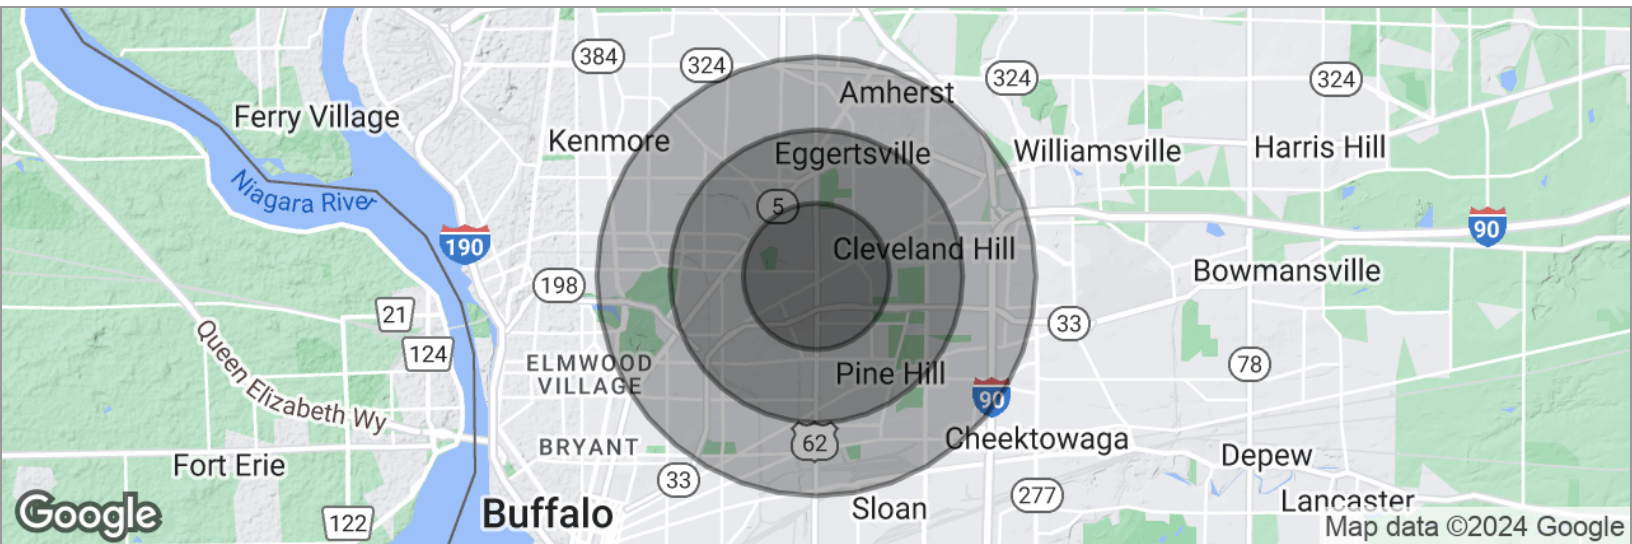 384
324
324
324
Amherst
Ferry Village
Kenmore
Eggertsville
Williamsville
Harris Hill
Niagara River
5
190
Cleveland Hill
90
Bowmansville
198
21
33
Queen Elizabeth Wy
124
ELMWOOD
VILLAGE
Pine Hill
78
90
62
BRYANT
Cheektowaga
Depew
Fort Erie
33
277
Lancaster
Google
122
Buffalo
Sloan
Map data ©2024 Google